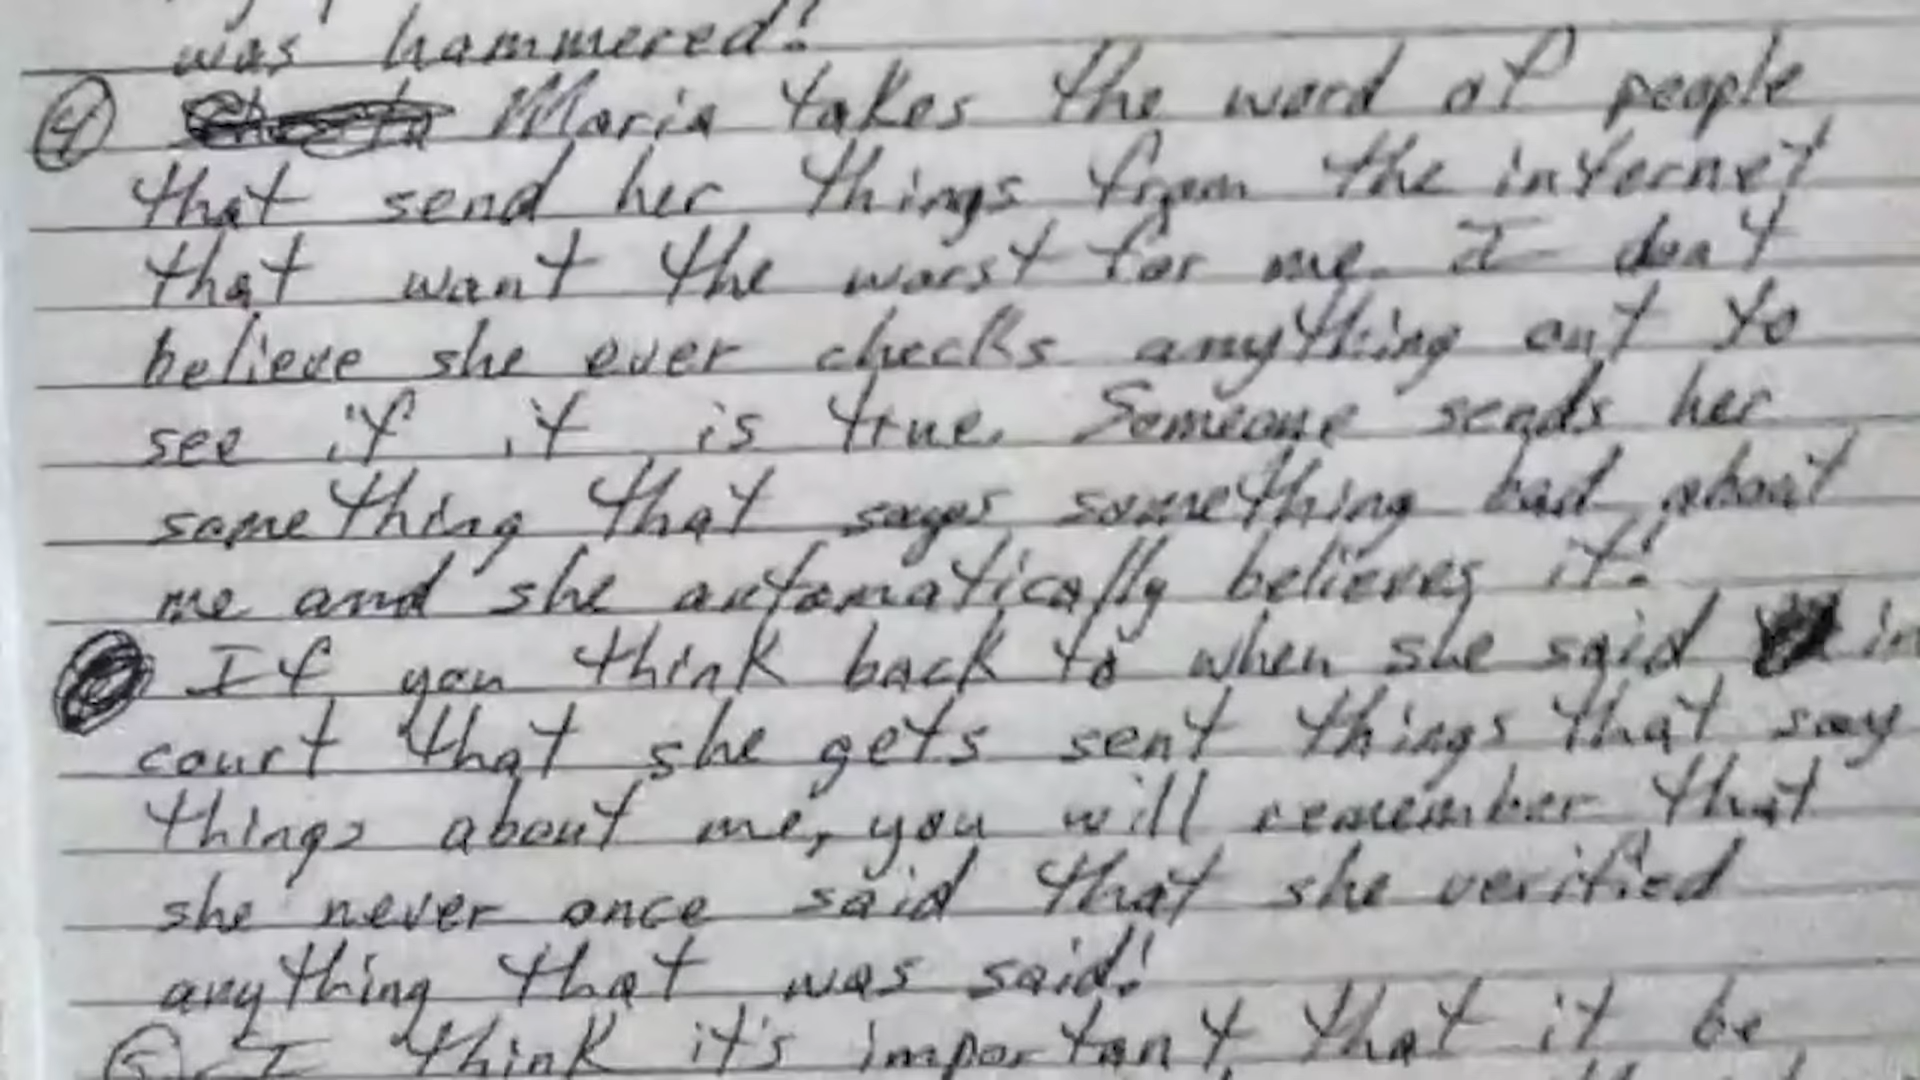 was hammered!
④ Maria takes the word of people
that send her things from the internet
that want the worst for me. I don't
believe she ever checks anything out to
see if it is true. Someone sends her
something that says something bad about
me and she automatically believes it!
If you think back to when she said in
court that she gets sent things that say
things about me, you will remember that
she never once said that she verified
anything that was said!
⑤ I think it's important that it be